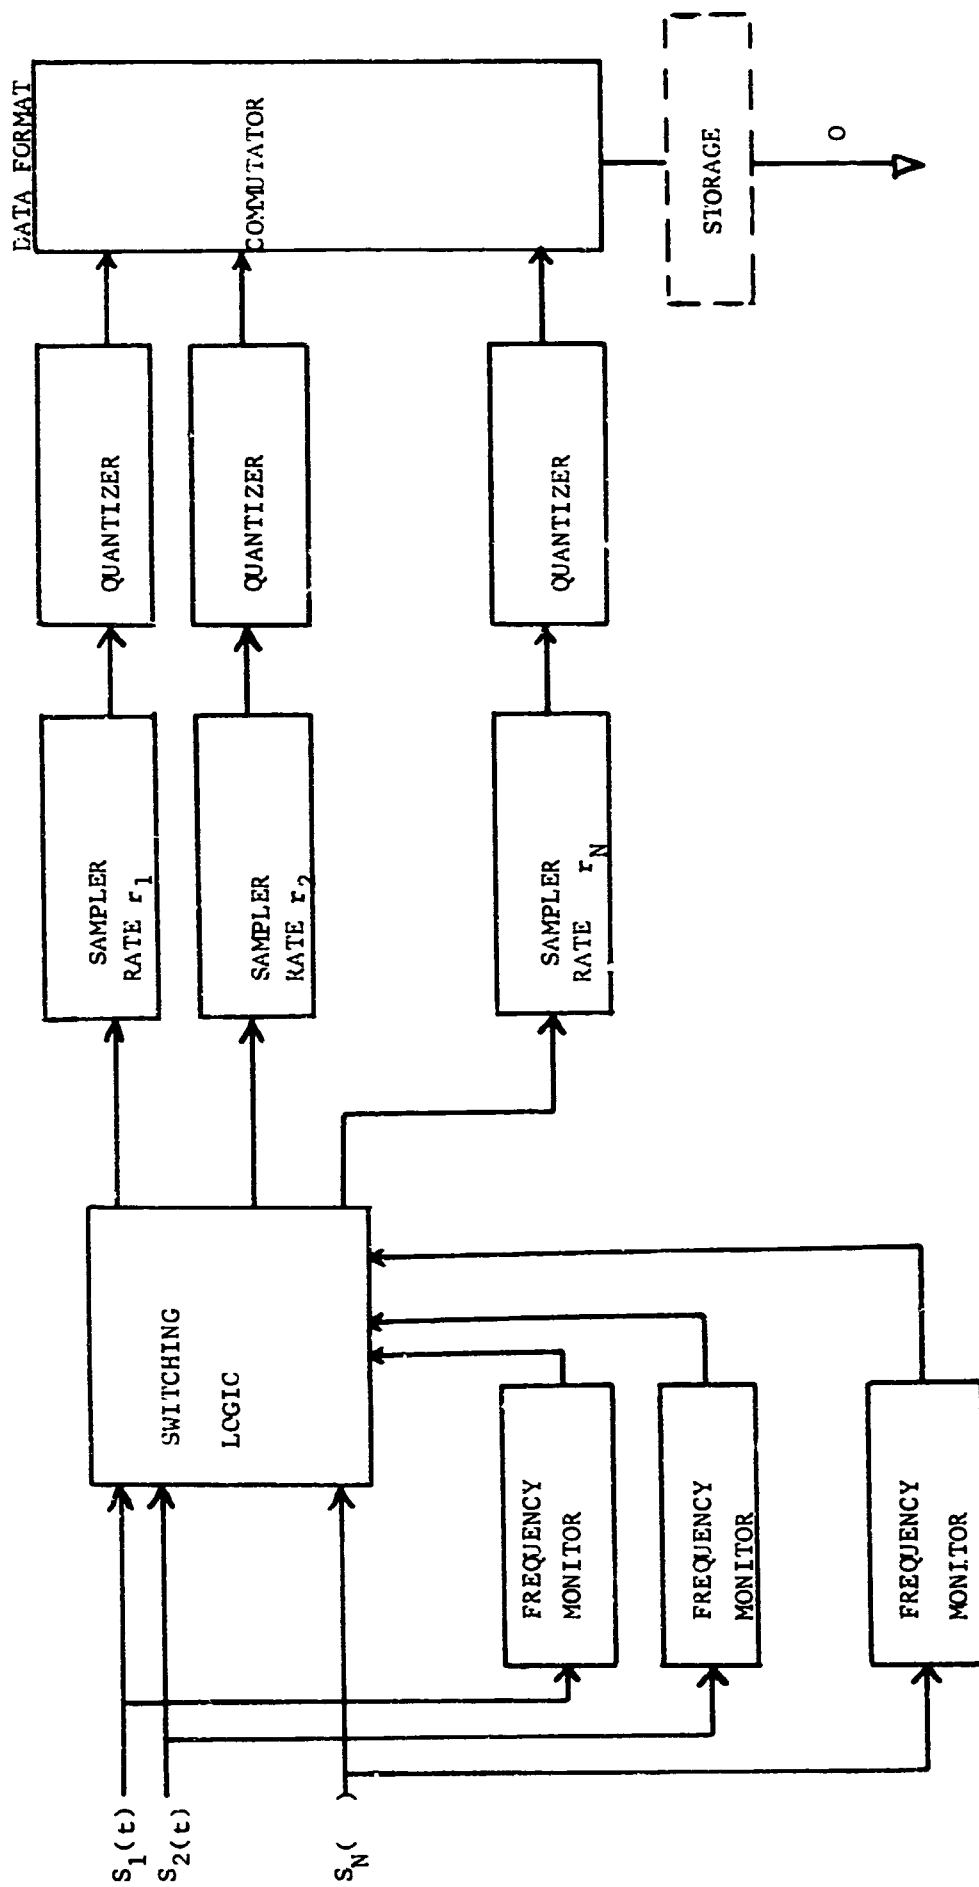 S1(t)
S2(t)
SN( )
SWITCHING
LOGIC
FREQUENCY
MONITOR
FREQUENCY
MONITOR
FREQUENCY
MONITOR
SAMPLER
RATE r1
SAMPLER
RATE r2
SAMPLER
RATE rN
QUANTIZER
QUANTIZER
QUANTIZER
DATA FORMAT
COMMUTATOR
STORAGE
O